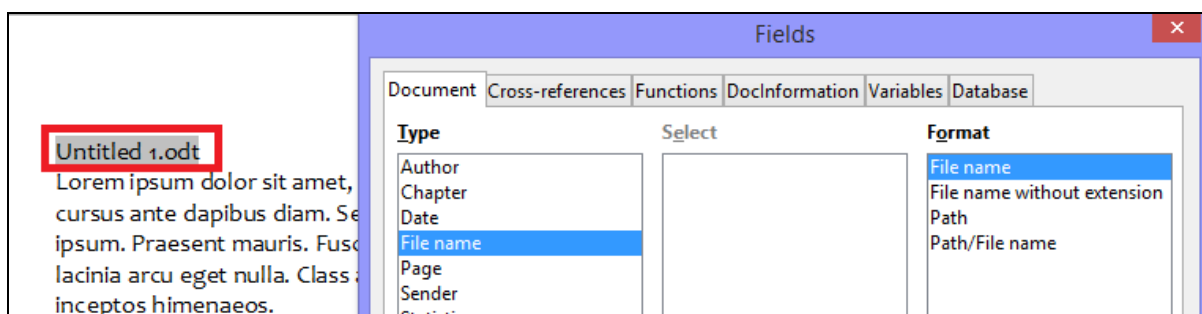 Fields
Document Cross-references Functions DocInformation Variables Database
Type Select Format
Untitled 1.odt
Lorem ipsum dolor sit amet,
cursus ante dapibus diam. Se
ipsum. Praesent mauris. Fusc
lacinia arcu eget nulla. Class
inceptos himenaeos.
Author
Chapter
Date
File name
Page
Sender
File name
File name without extension
Path
Path/File name